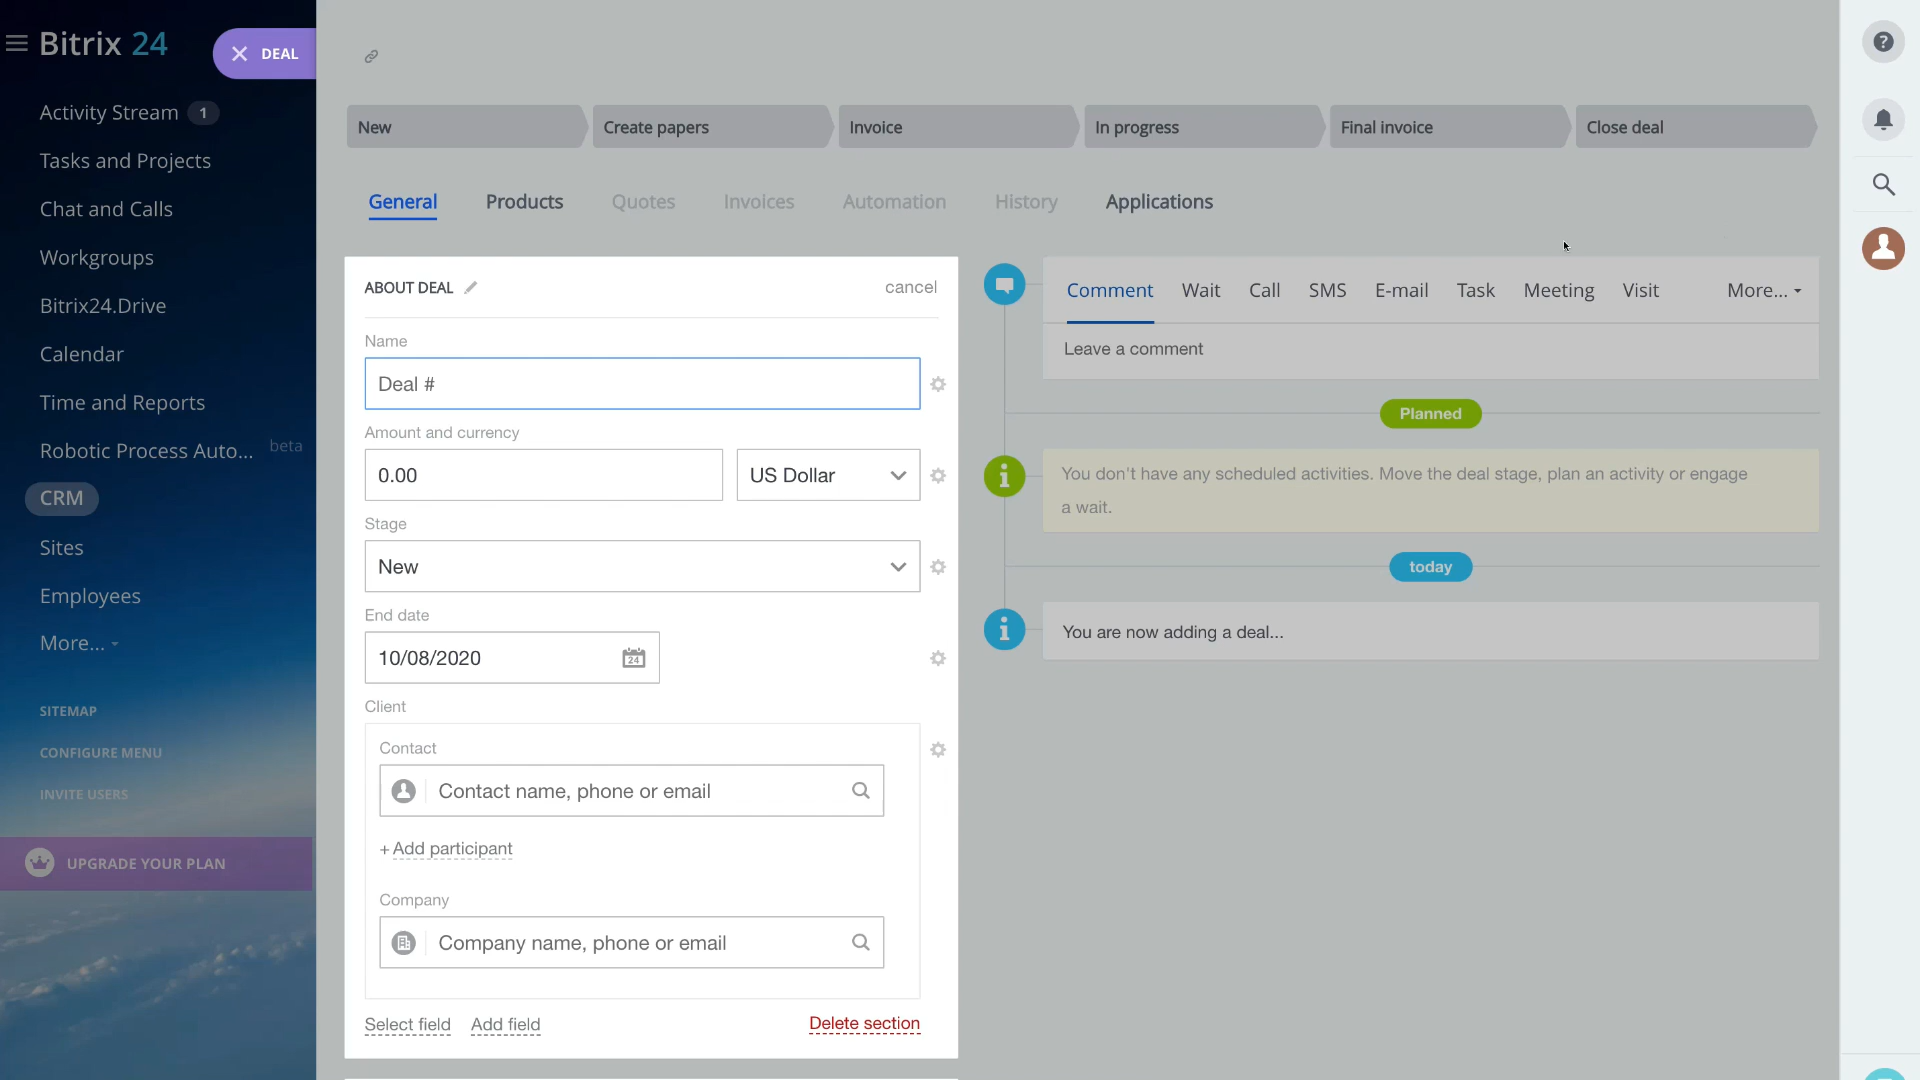 Bitrix 24
DEAL
Activity Stream 1
Tasks and Projects
Chat and Calls
Workgroups
Bitrix24.Drive
Calendar
Time and Reports
Robotic Process Auto... beta
CRM
Sites
Employees
More...
SITEMAP
CONFIGURE MENU
INVITE USERS
UPGRADE YOUR PLAN
New Create papers Invoice In progress Final invoice Close deal
General Products Quotes Invoices Automation History Applications
ABOUT DEAL cancel
Name
Deal #
Amount and currency
0.00 US Dollar
Stage
New
End date
10/08/2020 24
Client
Contact
Contact name, phone or email
+ Add participant
Company
Company name, phone or email
Select field Add field Delete section
Comment Wait Call SMS E-mail Task Meeting Visit More...
Leave a comment
Planned
You don't have any scheduled activities. Move the deal stage, plan an activity or engage
a wait.
today
You are now adding a deal...